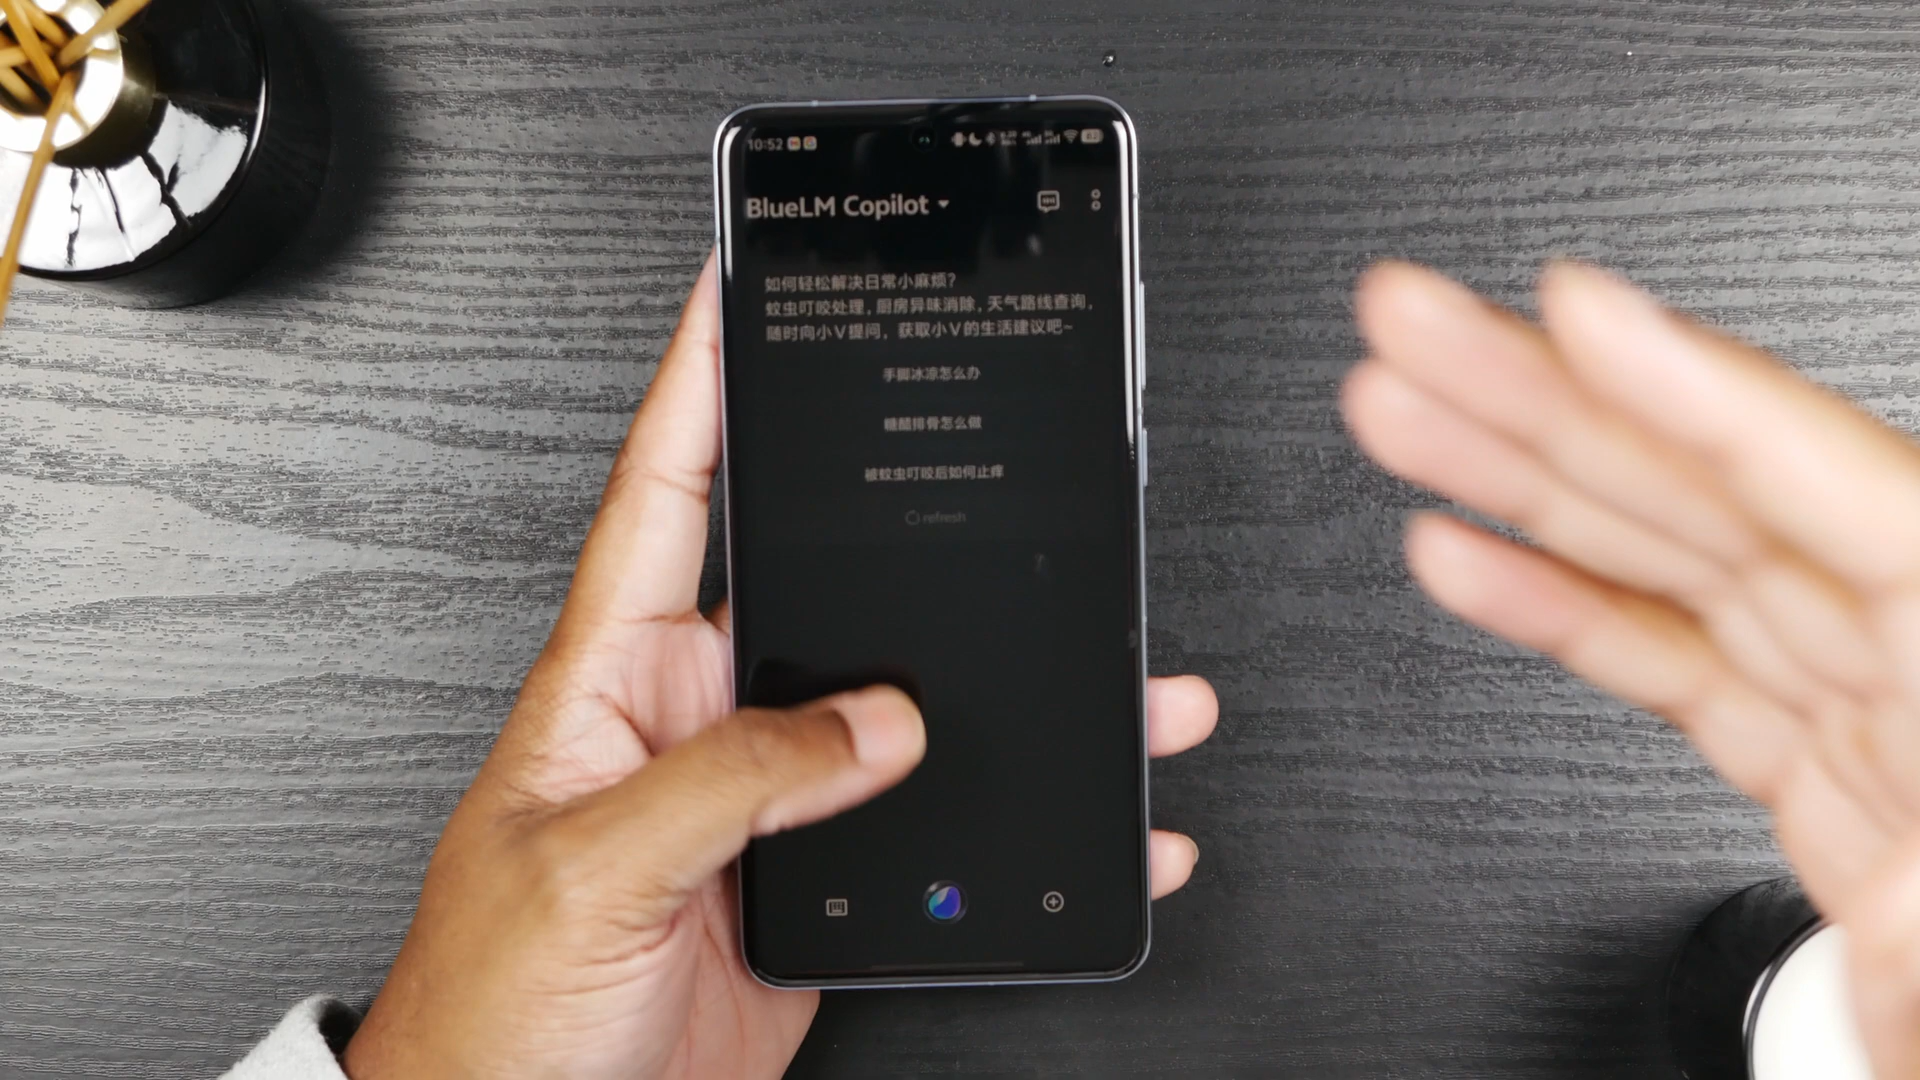 10:52
BlueLM Copilot
如何轻松解决日常小麻烦?
蚊虫叮咬处理, 厨房异味消除, 天气路线查询,
随时向小V提问, 获取小V的生活建议吧~
手脚冰凉怎么办
糖醋排骨怎么做
被蚊虫叮咬后如何止痒
refresh